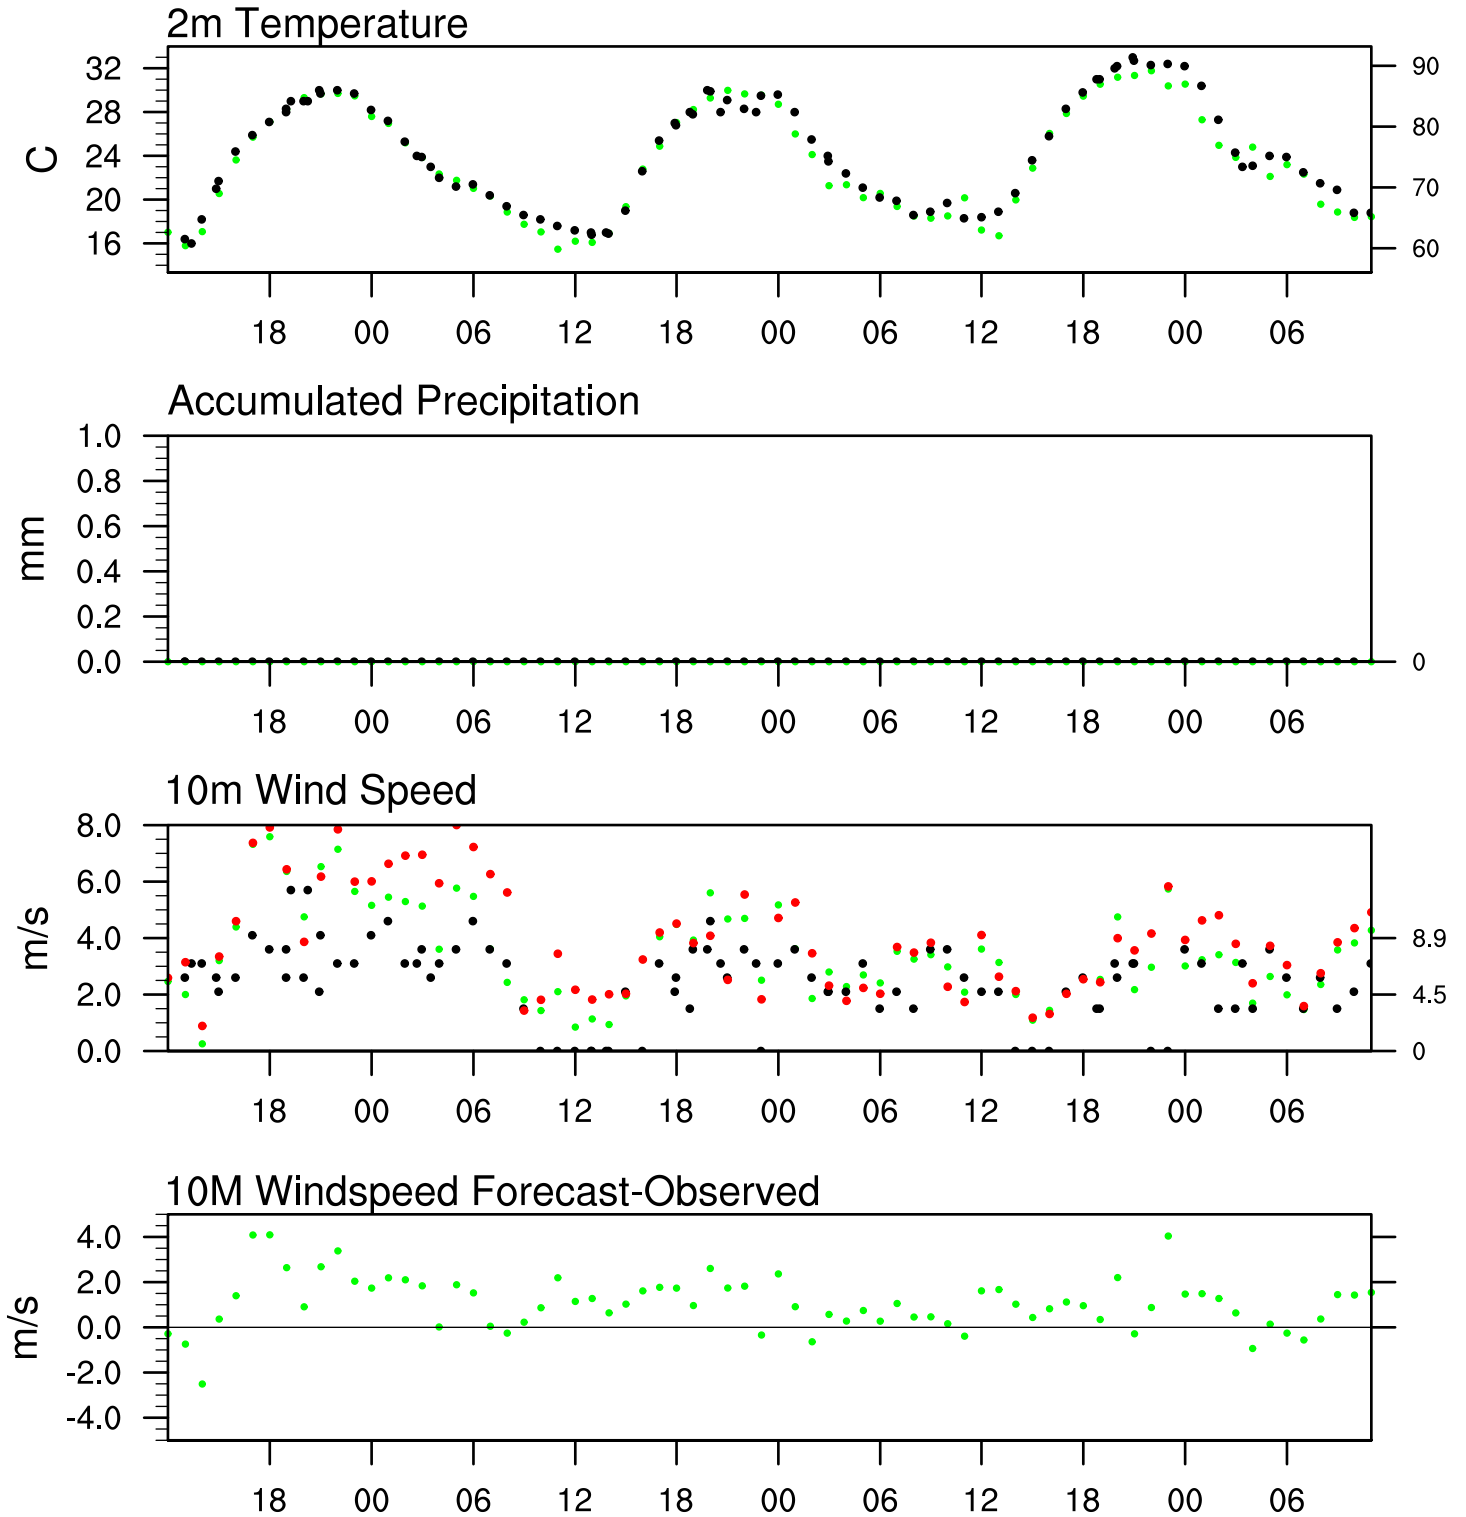 2m Temperature
C
32
28
24
20
16
90
80
70
60
18 00 06 12 18 00 06 12 18 00 06
Accumulated Precipitation
mm
1.0
0.8
0.6
0.4
0.2
0.0
0
18 00 06 12 18 00 06 12 18 00 06
10m Wind Speed
m/s
8.0
6.0
4.0
2.0
0.0
8.9
4.5
0
18 00 06 12 18 00 06 12 18 00 06
10M Windspeed Forecast-Observed
m/s
4.0
2.0
0.0
-2.0
-4.0
18 00 06 12 18 00 06 12 18 00 06